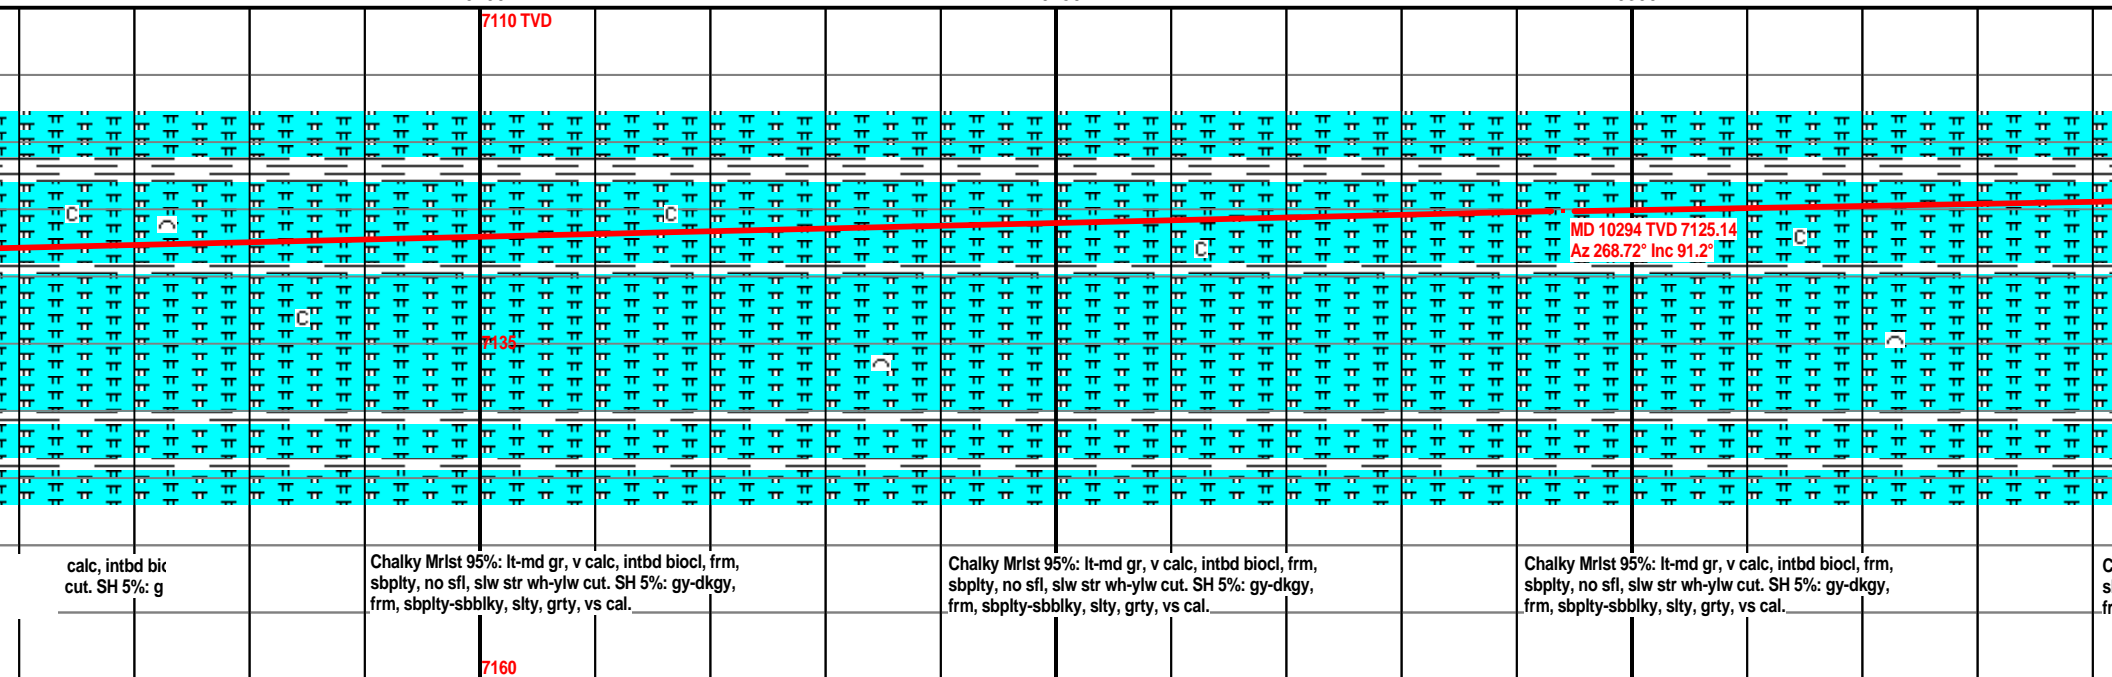 7110 TVD
C
C
C
C
MD 10294 TVD 7125.14
Az 268.72° Inc 91.2°
C
7135
calc, intbd
cut. SH 5%: g
Chalky Mrlst 95%: lt-md gr, v calc, intbd biocl, frm,
sbplty, no sfl, slw str wh-ylw cut. SH 5%: gy-dkgy,
frm, sbplty-sbblky, slty, grty, vs cal.
Chalky Mrlst 95%: lt-md gr, v calc, intbd biocl, frm,
sbplty, no sfl, slw str wh-ylw cut. SH 5%: gy-dkgy,
frm, sbplty-sbblky, slty, grty, vs cal.
Chalky Mrlst 95%: lt-md gr, v calc, intbd biocl, frm,
sbplty, no sfl, slw str wh-ylw cut. SH 5%: gy-dkgy,
frm, sbplty-sbblky, slty, grty, vs cal.
7160